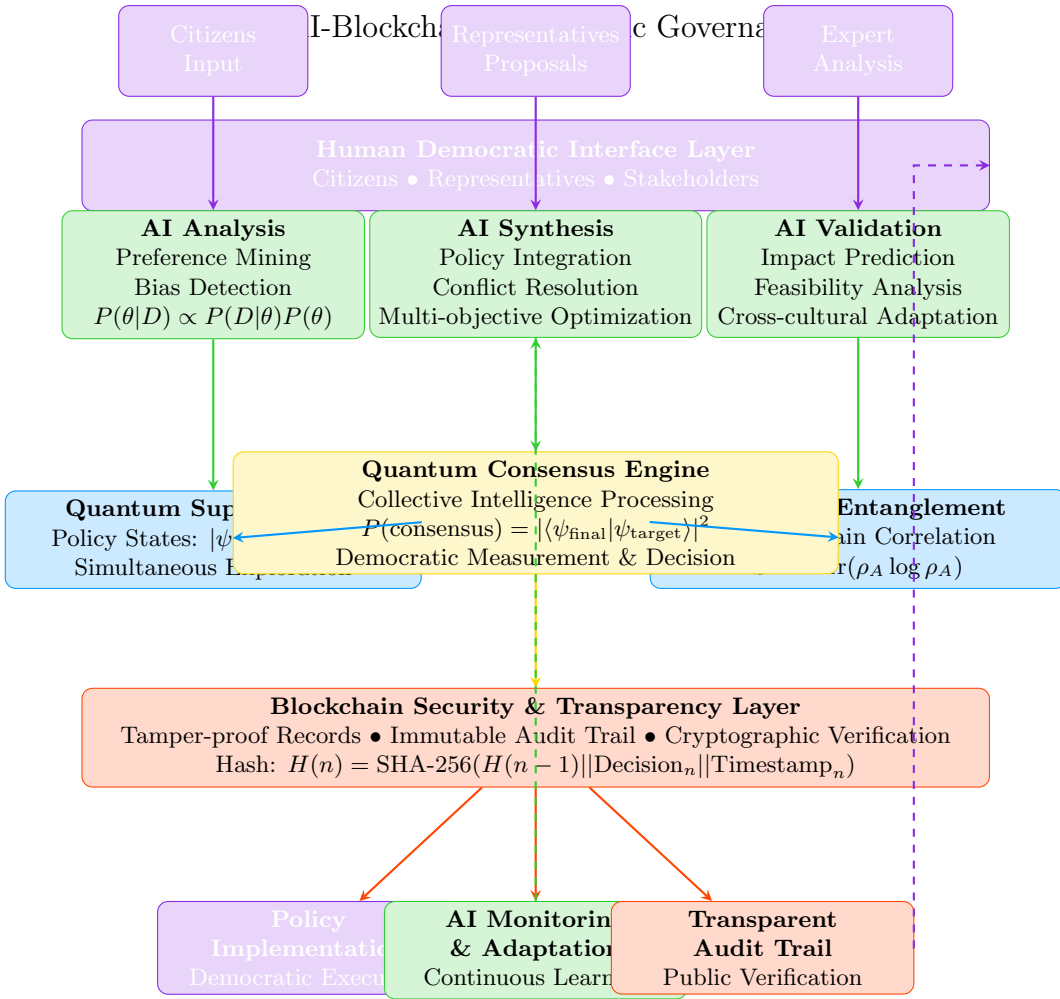 I-Blockcha
c Governa
Citizens
Input
Representatives
Proposals
Expert
Analysis
Human Democratic Interface Layer
Citizens • Representatives • Stakeholders
AI Analysis
Preference Mining
Bias Detection
P(θ|D) ∝ P(D|θ)P(θ)
AI Synthesis
Policy Integration
Conflict Resolution
Multi-objective Optimization
AI Validation
Impact Prediction
Feasibility Analysis
Cross-cultural Adaptation
Quantum Sup
Policy States: |ψ
Simultaneous
Quantum Consensus Engine
Collective Intelligence Processing
P(consensus) = |⟨ψ_final|ψ_target⟩|²
Democratic Measurement & Decision
Entanglement
ain Correlation
r(ρ_A log ρ_A)
Blockchain Security & Transparency Layer
Tamper-proof Records • Immutable Audit Trail • Cryptographic Verification
Hash: H(n) = SHA-256(H(n − 1)||Decision_n||Timestamp_n)
Policy
Implementatio
Democratic Execu
AI Monitorin
& Adaptation
Continuous Learn
Transparent
Audit Trail
Public Verification